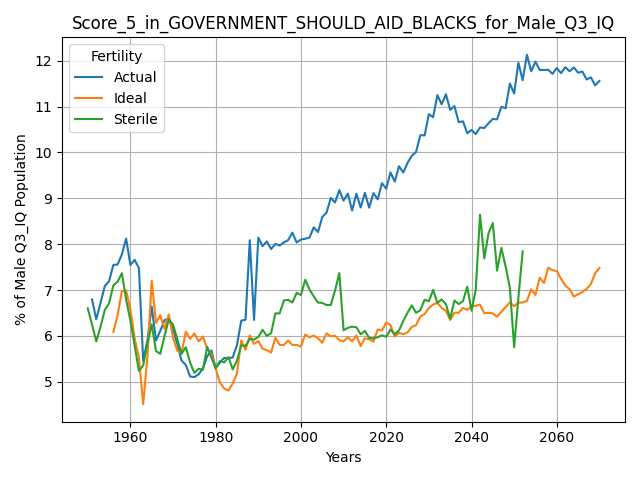 Score_5_in_GOVERNMENT_SHOULD_AID_BLACKS_for_Male_Q3_IQ
Fertility
Actual
Ideal
Sterile
% of Male Q3_IQ Population
12
11
10
9
8
7
6
5
1960 1980 2000 2020 2040 2060
Years